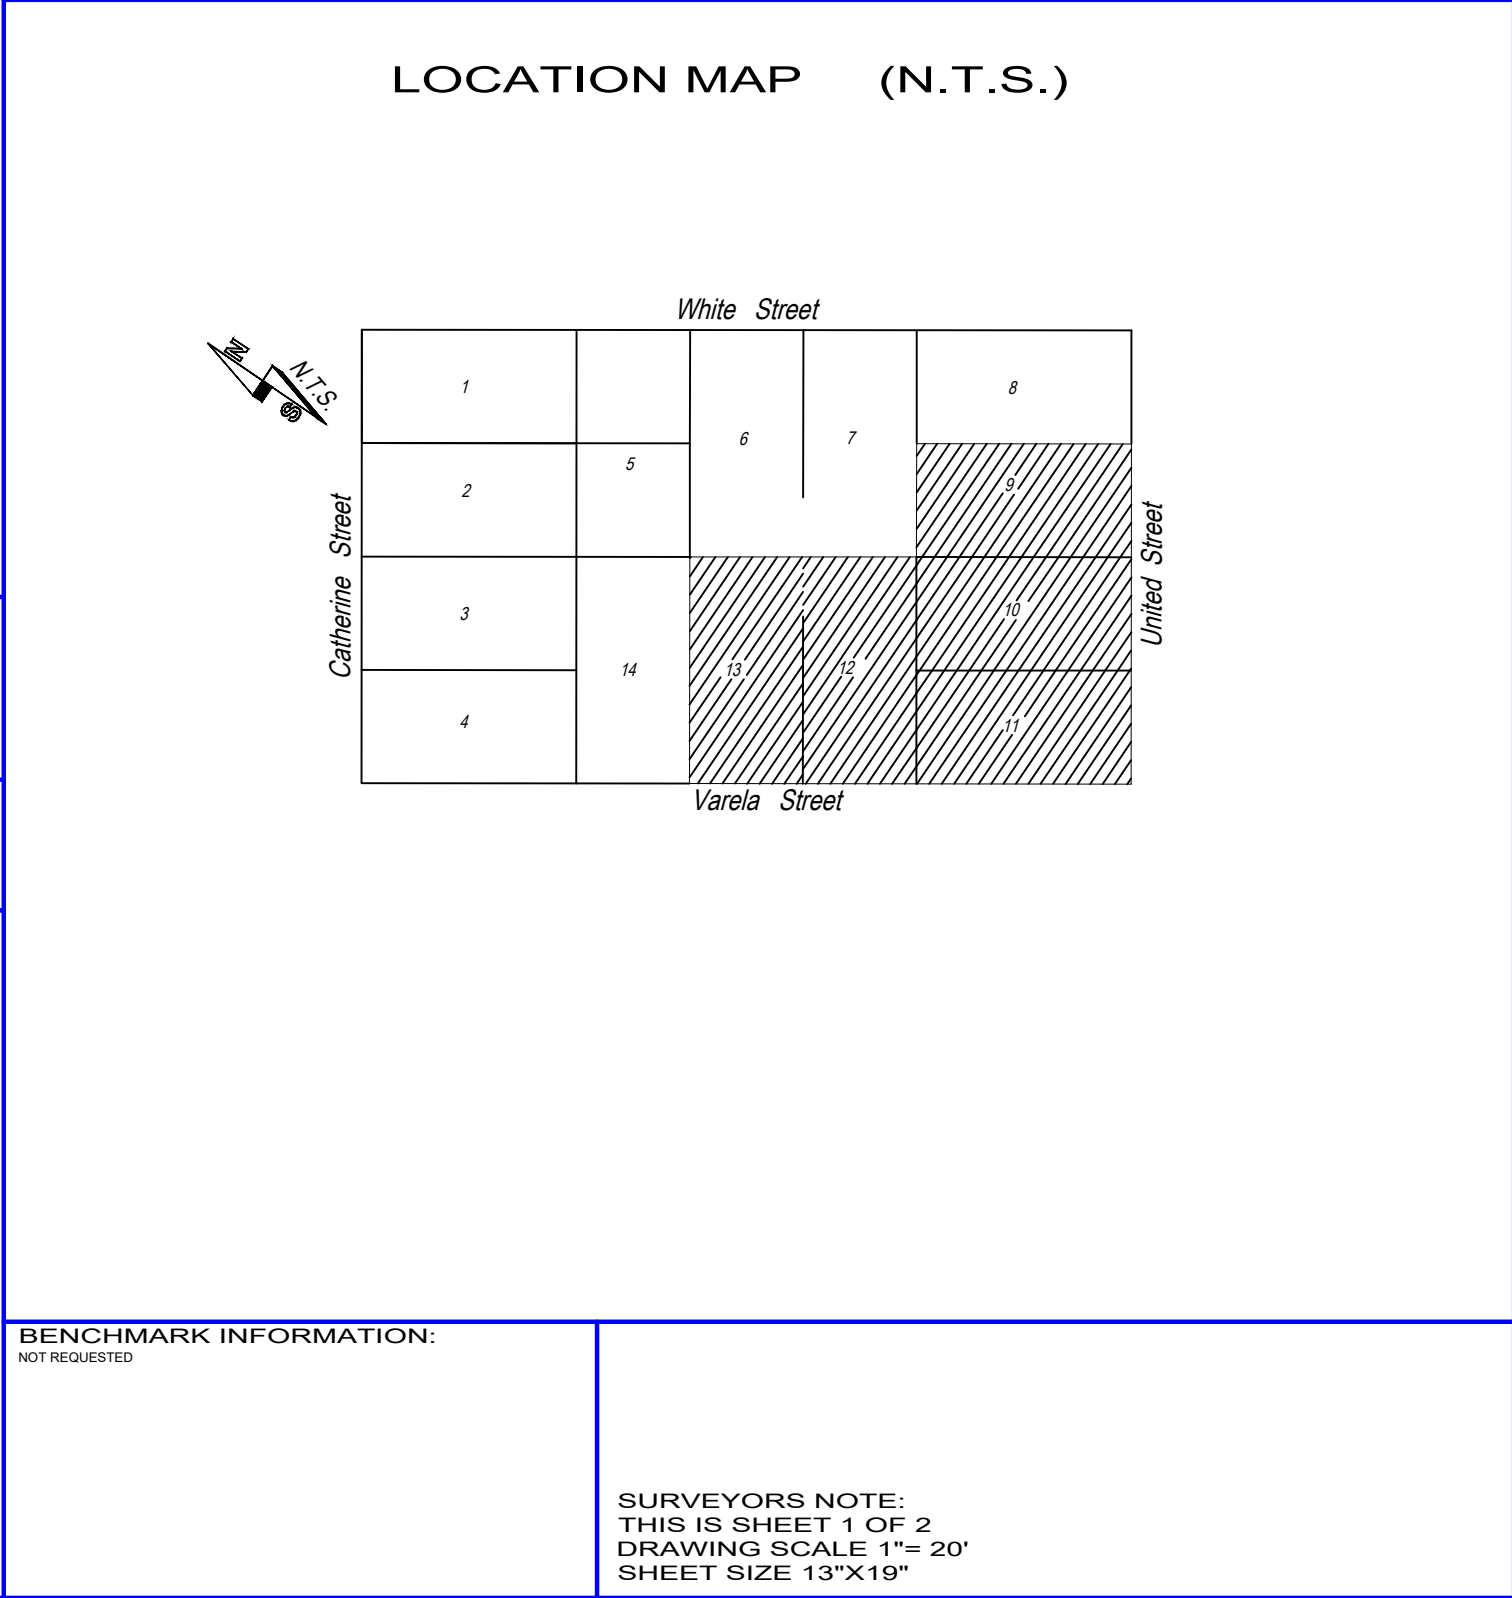 LOCATION MAP (N.T.S.)
White Street
N
N.T.S.
S
1
8
6
7
5
2
9
Catherine Street
United Street
3
10
14
13
12
4
11
Varela Street
BENCHMARK INFORMATION:
NOT REQUESTED
SURVEYORS NOTE:
THIS IS SHEET 1 OF 2
DRAWING SCALE 1"= 20'
SHEET SIZE 13"X19"